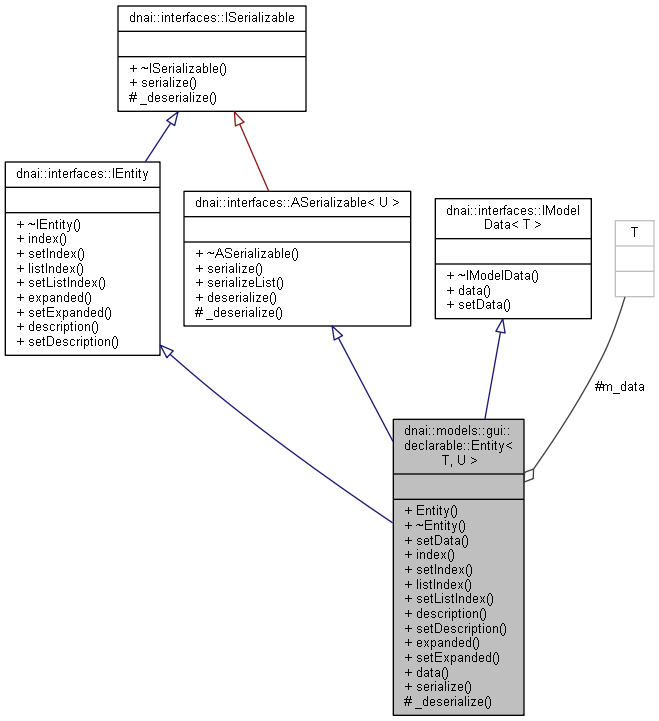 dnai::interfaces::ISerializable
+ ~ISerializable()
+ serialize()
# _deserialize()
dnai::interfaces::IEntity
+ ~IEntity()
+ index()
+ setIndex()
+ listIndex()
+ setListIndex()
+ expanded()
+ setExpanded()
+ description()
+ setDescription()
dnai::interfaces::ASerializable< U >
+ ~ASerializable()
+ serialize()
+ serializeList()
+ deserialize()
# _deserialize()
dnai::interfaces::IModel
Data< T >
+ ~IModelData()
+ data()
+ setData()
T
#m_data
dnai::models::gui::
declarable::Entity<
T, U >
+ Entity()
+ ~Entity()
+ setData()
+ index()
+ setIndex()
+ listIndex()
+ setListIndex()
+ description()
+ setDescription()
+ expanded()
+ setExpanded()
+ data()
+ serialize()
# _deserialize()